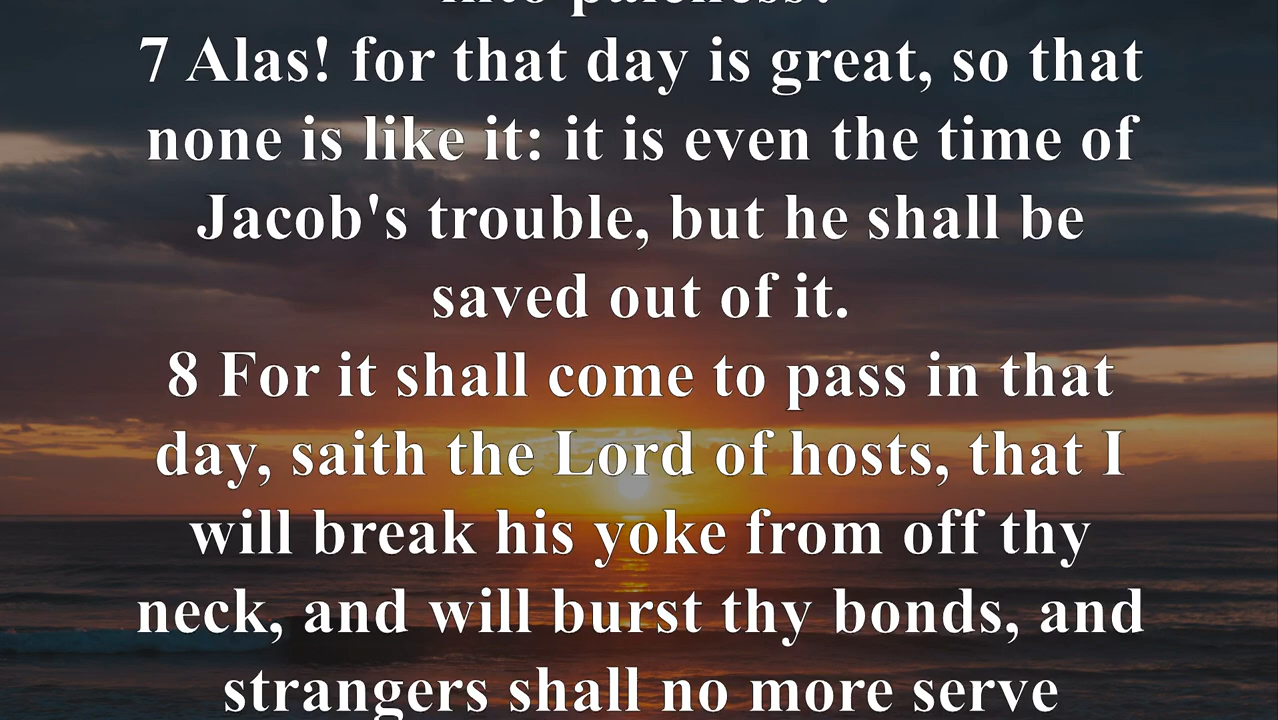 into paleness?
7 Alas! for that day is great, so that
none is like it: it is even the time of
Jacob's trouble, but he shall be
saved out of it.
8 For it shall come to pass in that
day, saith the Lord of hosts, that I
will break his yoke from off thy
neck, and will burst thy bonds, and
strangers shall no more serve